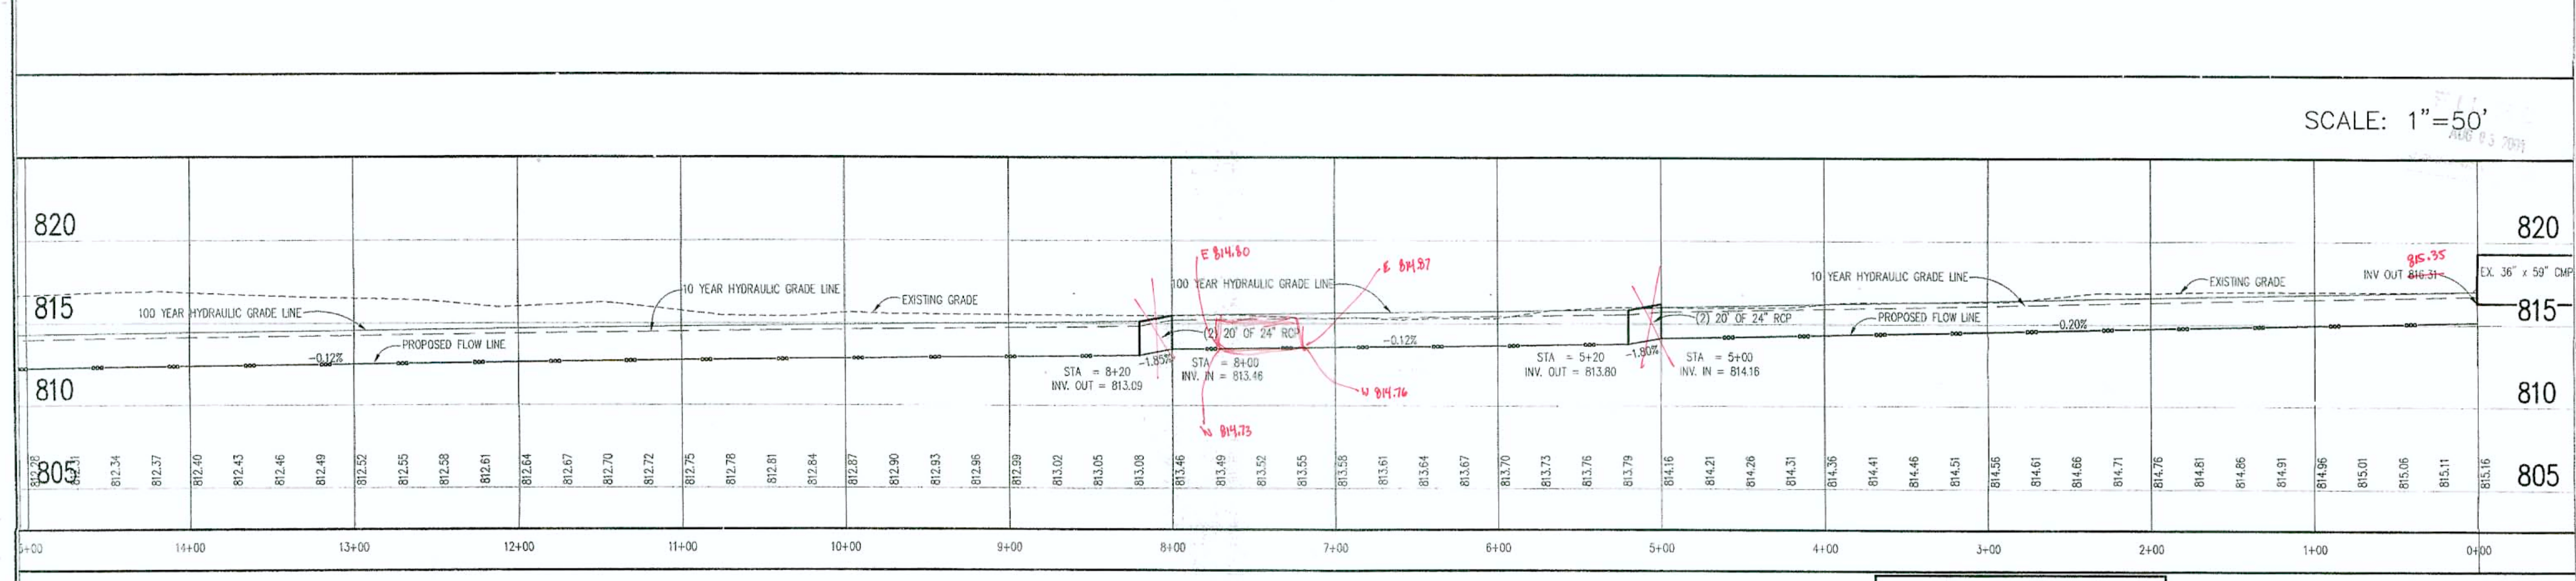 SCALE: 1"=50'
820
820
815
815
810
810
805
805
E 814.80
E 814.87
815.35
INV OUT 816.31
EX. 36" x 59" CMP
100 YEAR HYDRAULIC GRADE LINE
10 YEAR HYDRAULIC GRADE LINE
EXISTING GRADE
100 YEAR HYDRAULIC GRADE LINE
10 YEAR HYDRAULIC GRADE LINE
EXISTING GRADE
-0.12%
PROPOSED FLOW LINE
(2) 20' OF 24" RCP
-0.12%
(2) 20' OF 24" RCP
PROPOSED FLOW LINE
-0.20%
-1.85%
STA = 8+20
INV. OUT = 813.09
STA = 8+00
INV. IN = 813.46
STA = 5+20
INV. OUT = 813.80
-1.80%
STA = 5+00
INV. IN = 814.16
W 814.76
W 814.73
812.34 812.37 812.40 812.43 812.46 812.49 812.52 812.55 812.58 812.61 812.64 812.67 812.70 812.72 812.75 812.78 812.81 812.84 812.87 812.90 812.93 812.96 812.99 813.02 813.05 813.08 813.46 813.49 813.52 813.55 813.58 813.61 813.64 813.67 813.70 813.73 813.76 813.79 814.16 814.21 814.26 814.31 814.36 814.41 814.46 814.51 814.56 814.61 814.66 814.71 814.76 814.81 814.86 814.91 814.96 815.01 815.06 815.11 815.16
14+00 13+00 12+00 11+00 10+00 9+00 8+00 7+00 6+00 5+00 4+00 3+00 2+00 1+00 0+00